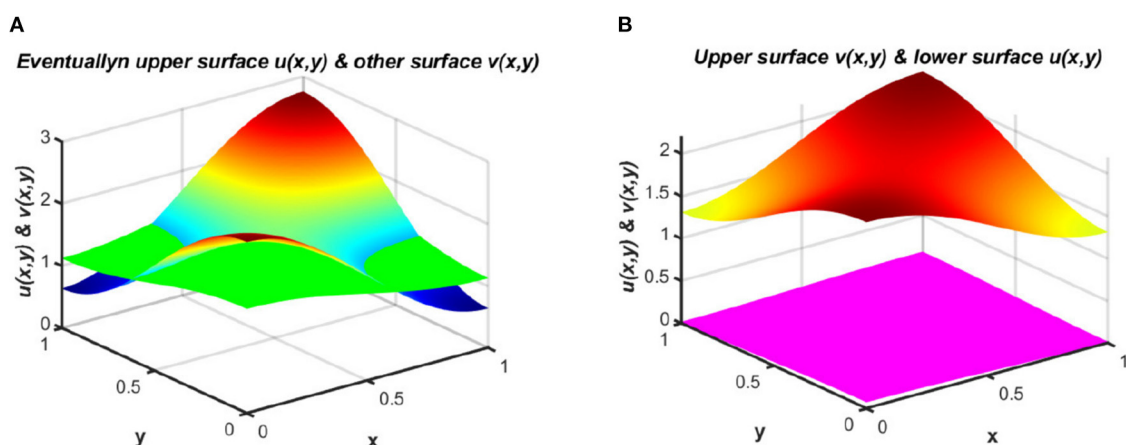 A
Eventuallyn upper surface u(x,y) & other surface v(x,y)
u(x,y) & v(x,y)
3
2
1
0
1
0.5
0
y
0
0.5
1
x
B
Upper surface v(x,y) & lower surface u(x,y)
u(x,y) & v(x,y)
2
1.5
1
0.5
0
1
0.5
0
y
0
0.5
1
x